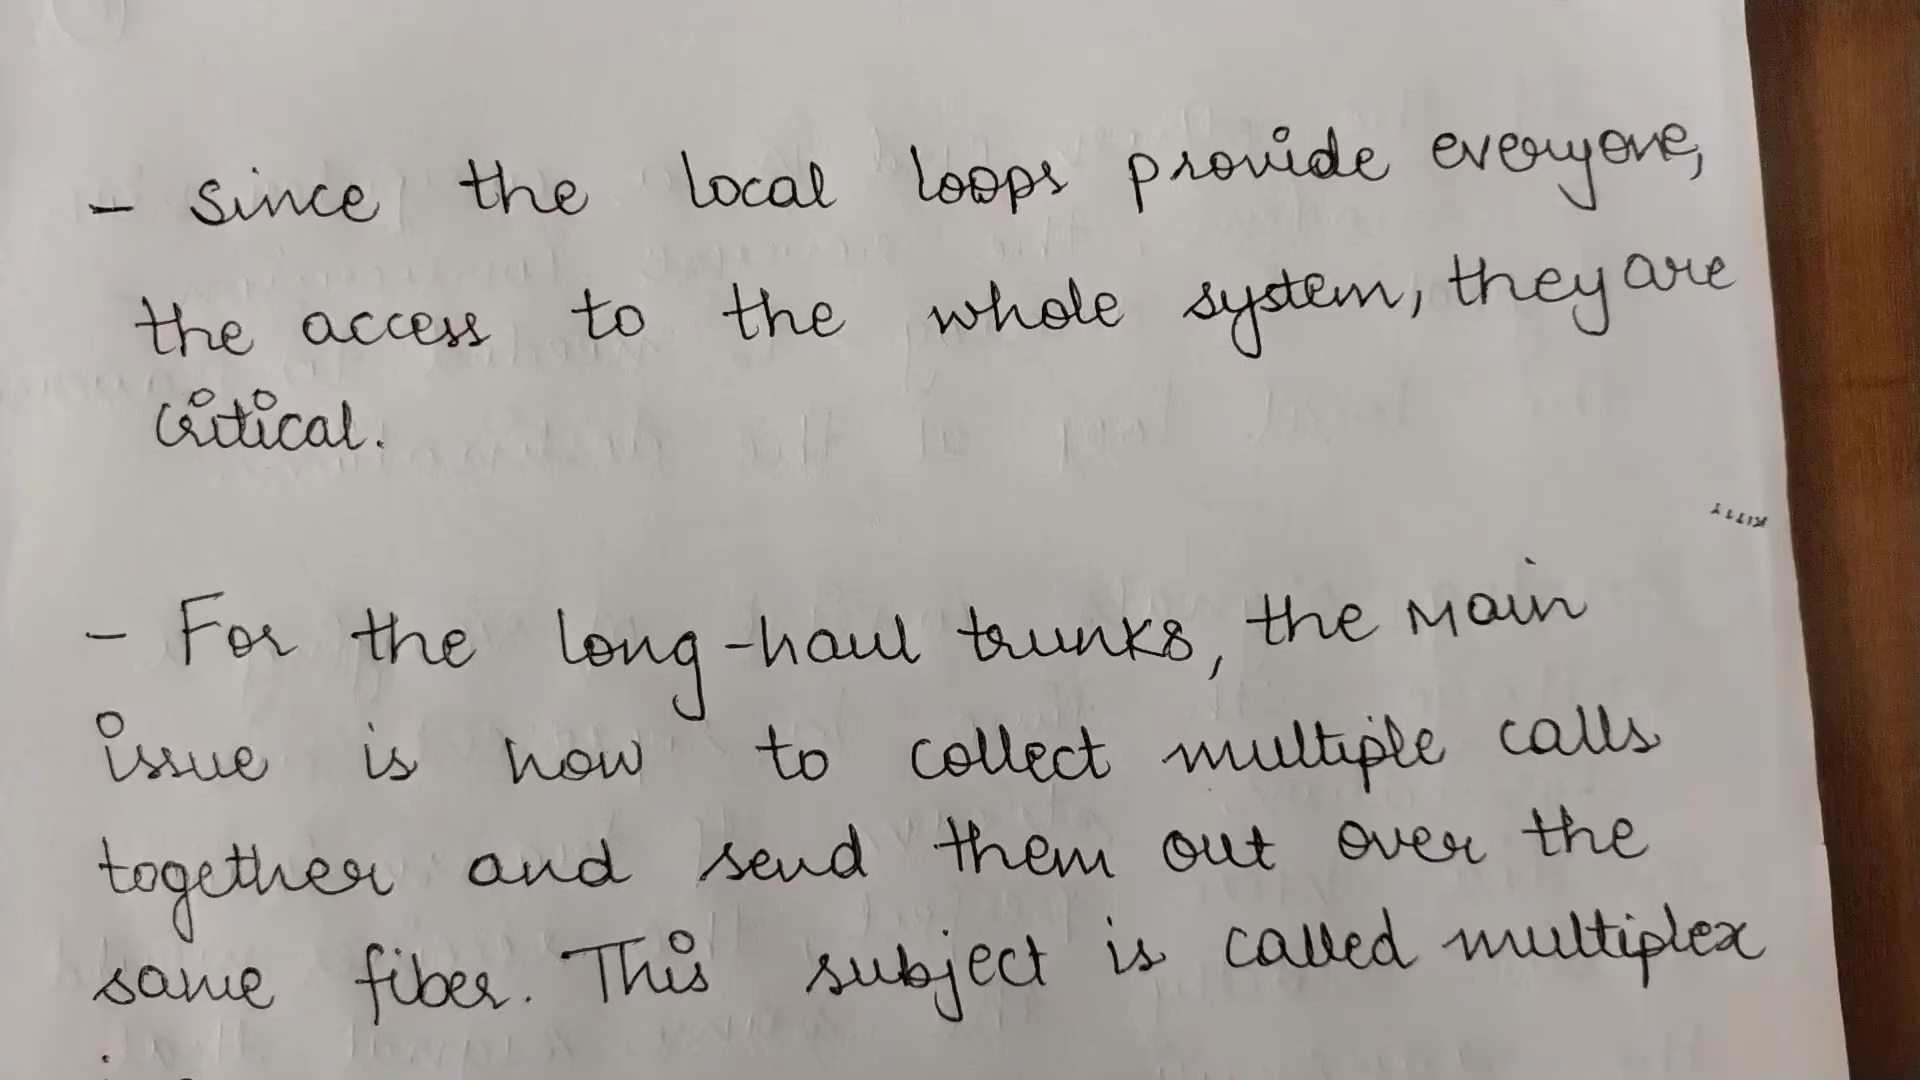 - Since the local loops provide everyone,
the access to the whole system, they are
critical.
KITTY
- For the long-haul trunks, the main
issue is how to collect multiple calls
together and send them out over the
same fiber. This subject is called multiplex